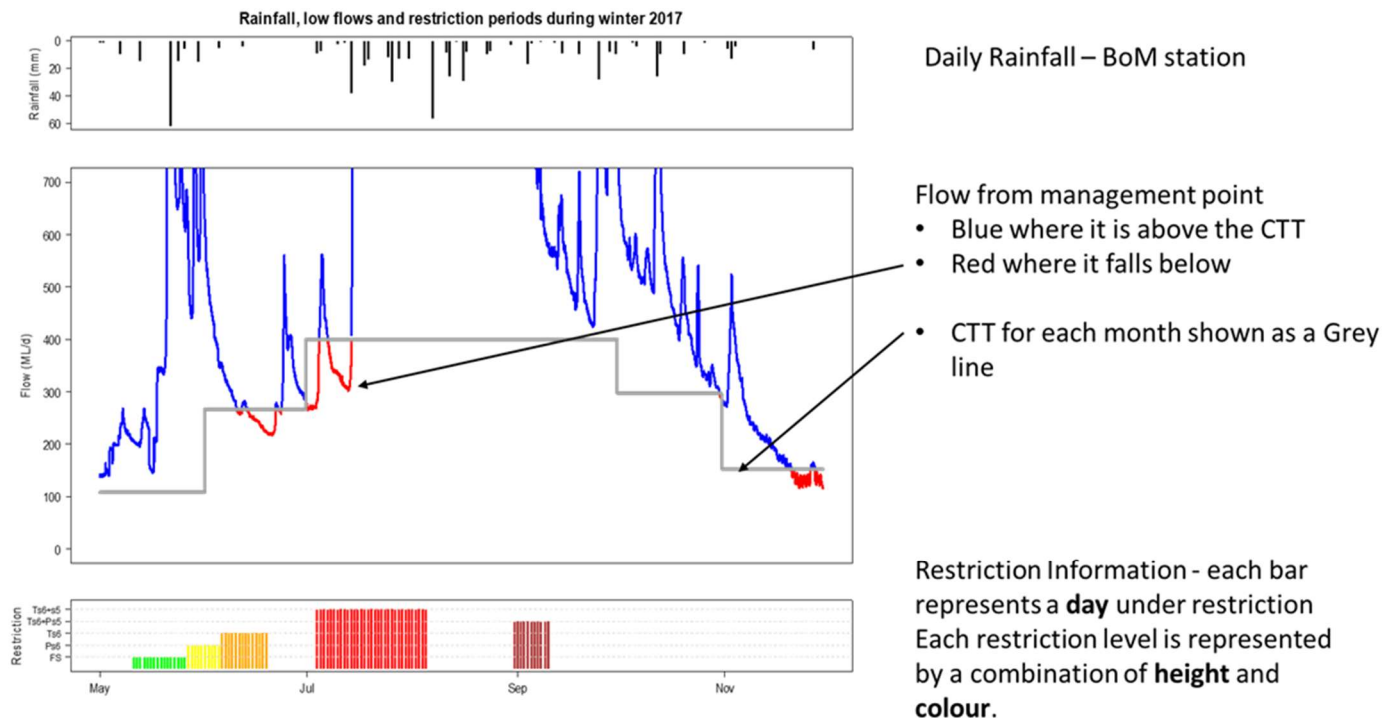 Rainfall, low flows and restriction periods during winter 2017
Rainfall (mm)
0
20
40
60
Daily Rainfall – BoM station
Flow (ML/d)
700
600
500
400
300
200
100
0
Flow from management point
• Blue where it is above the CTT
• Red where it falls below
• CTT for each month shown as a Grey
line
Restriction
Ts6+s5
Ts6+Ps5
Ts6
Ps6
FS
May
Jul
Sep
Nov
Restriction Information - each bar
represents a day under restriction
Each restriction level is represented
by a combination of height and
colour.